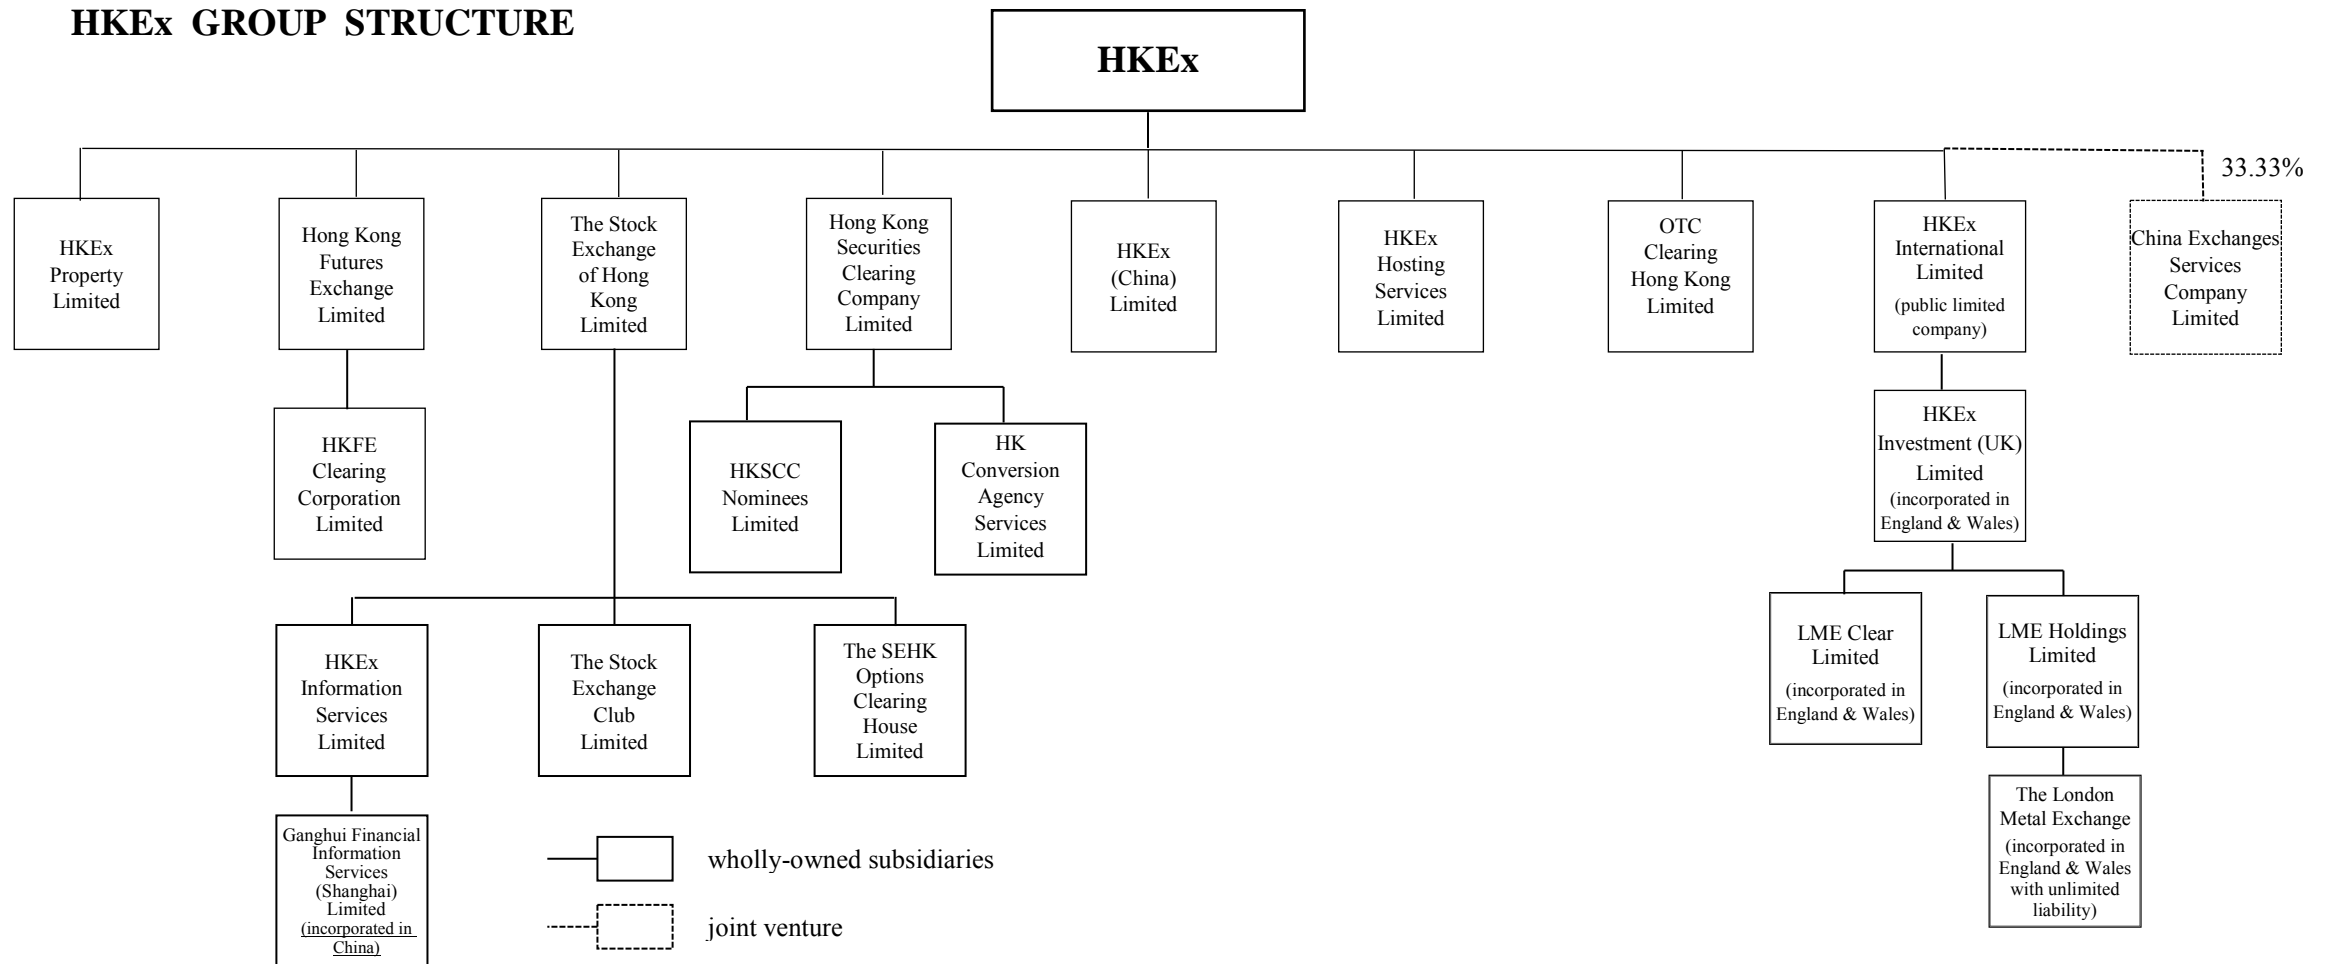 HKEx GROUP STRUCTURE
HKEx
33.33%
HKEx
Property
Limited
Hong Kong
Futures
Exchange
Limited
The Stock
Exchange
of Hong
Kong
Limited
Hong Kong
Securities
Clearing
Company
Limited
HKEx
(China)
Limited
HKEx
Hosting
Services
Limited
OTC
Clearing
Hong Kong
Limited
HKEx
International
Limited
(public limited
company)
China Exchanges
Services
Company
Limited
HKFE
Clearing
Corporation
Limited
HKSCC
Nominees
Limited
HK
Conversion
Agency
Services
Limited
HKEx
Investment (UK)
Limited
(incorporated in
England & Wales)
HKEx
Information
Services
Limited
The Stock
Exchange
Club
Limited
The SEHK
Options
Clearing
House
Limited
LME Clear
Limited
(incorporated in
England & Wales)
LME Holdings
Limited
(incorporated in
England & Wales)
Ganghui Financial
Information
Services
(Shanghai)
Limited
(incorporated in
China)
The London
Metal Exchange
(incorporated in
England & Wales
with unlimited
liability)
wholly-owned subsidiaries
joint venture